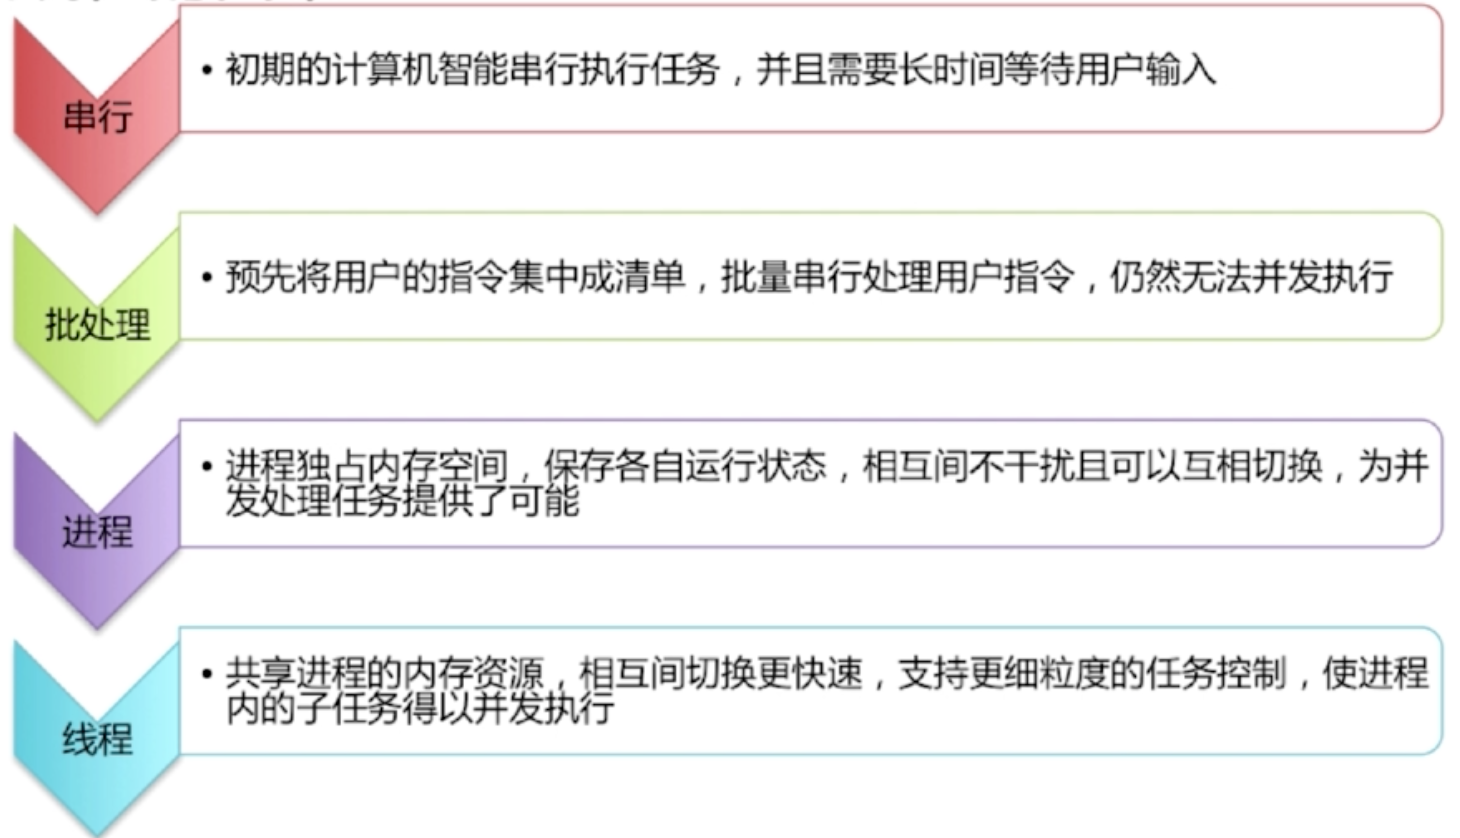 串行
• 初期的计算机智能串行执行任务，并且需要长时间等待用户输入
批处理
• 预先将用户的指令集中成清单，批量串行处理用户指令，仍然无法并发执行
进程
• 进程独占内存空间，保存各自运行状态，相互间不干扰且可以互相切换，为并
发处理任务提供了可能
线程
• 共享进程的内存资源，相互间切换更快速，支持更细粒度的任务控制，使进程
内的子任务得以并发执行